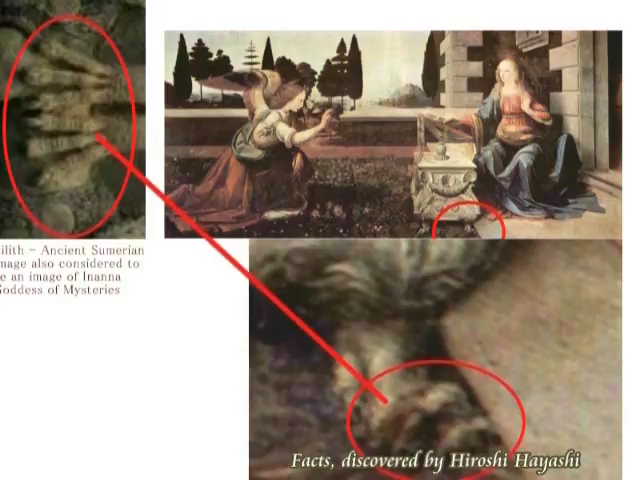 ilith – Ancient Sumerian
mage also considered to
e an image of Inanna
Goddess of Mysteries
Facts, discovered by Hiroshi Hayashi